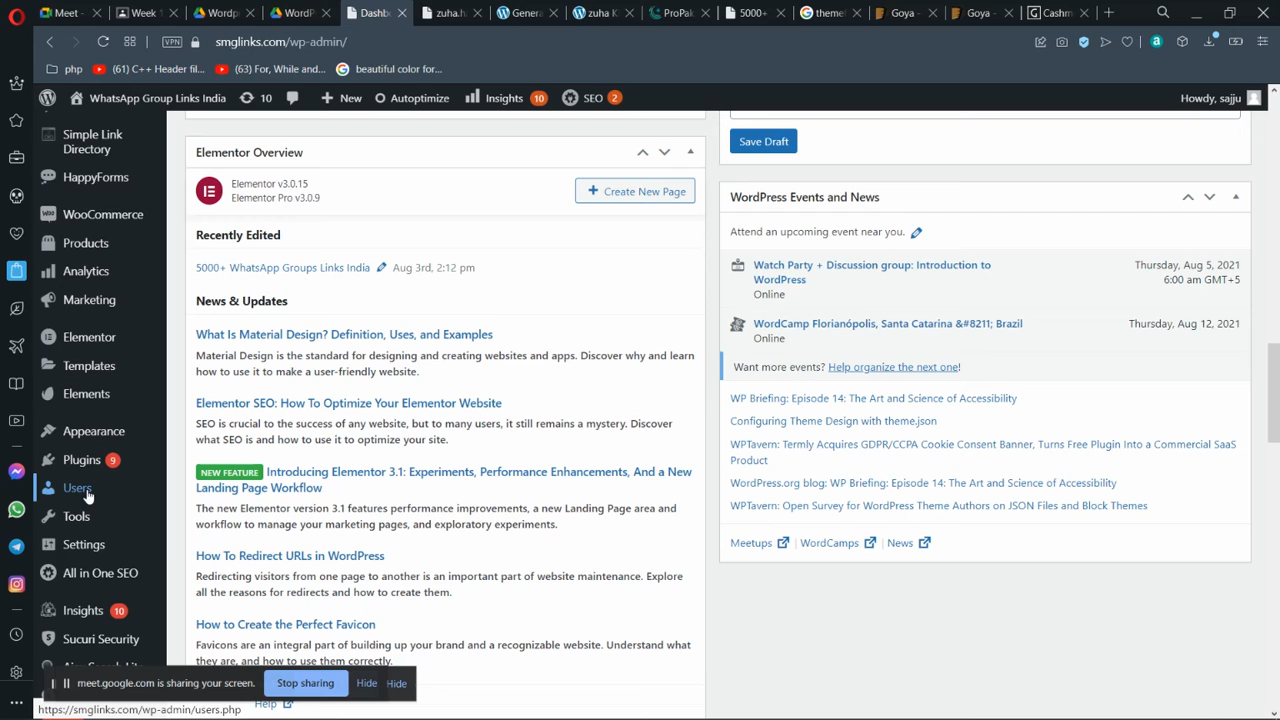 Meet -
Week
Wordp
WordP
Dashb
zuha.
Genera
zuha K
ProPak
5000+
themef
Goya -
Goya -
Cashm
VPN smglinks.com/wp-admin/
php (61) C++ Header fil... (63) For, While and... beautiful color for...
WhatsApp Group Links India 10 New Autoptimize Insights 10 SEO 2 Howdy, sajju
Simple Link
Directory
HappyForms
WooCommerce
Products
Analytics
Marketing
Elementor
Templates
Elements
Appearance
Plugins 9
Users
Tools
Settings
All in One SEO
Insights 10
Sucuri Security
Elementor Overview
Elementor v3.0.15
Elementor Pro v3.0.9
+ Create New Page
Recently Edited
5000+ WhatsApp Groups Links India Aug 3rd, 2:12 pm
News & Updates
What Is Material Design? Definition, Uses, and Examples
Material Design is the standard for designing and creating websites and apps. Discover why and learn
how to use it to make a user-friendly website.
Elementor SEO: How To Optimize Your Elementor Website
SEO is crucial to the success of any website, but to many users, it still remains a mystery. Discover
what SEO is and how to use it to optimize your site.
NEW FEATURE Introducing Elementor 3.1: Experiments, Performance Enhancements, And a New
Landing Page Workflow
The new Elementor version 3.1 features performance improvements, a new Landing Page area and
workflow to manage your marketing pages, and exploratory experiments.
How To Redirect URLs in WordPress
Redirecting visitors from one page to another is an important part of website maintenance. Explore
all the reasons for redirects and how to create them.
How to Create the Perfect Favicon
Favicons are an integral part of building up your brand and a recognizable website. Understand what
they are, and how to use them correctly.
Help
Save Draft
WordPress Events and News
Attend an upcoming event near you.
Watch Party + Discussion group: Introduction to
WordPress
Online
Thursday, Aug 5, 2021
6:00 am GMT+5
WordCamp Florianópolis, Santa Catarina &#8211; Brazil
Online
Thursday, Aug 12, 2021
Want more events? Help organize the next one!
WP Briefing: Episode 14: The Art and Science of Accessibility
Configuring Theme Design with theme.json
WPTavern: Termly Acquires GDPR/CCPA Cookie Consent Banner, Turns Free Plugin Into a Commercial SaaS
Product
WordPress.org blog: WP Briefing: Episode 14: The Art and Science of Accessibility
WPTavern: Open Survey for WordPress Theme Authors on JSON Files and Block Themes
Meetups | WordCamps | News
meet.google.com is sharing your screen. Stop sharing Hide Hide
https://smglinks.com/wp-admin/users.php